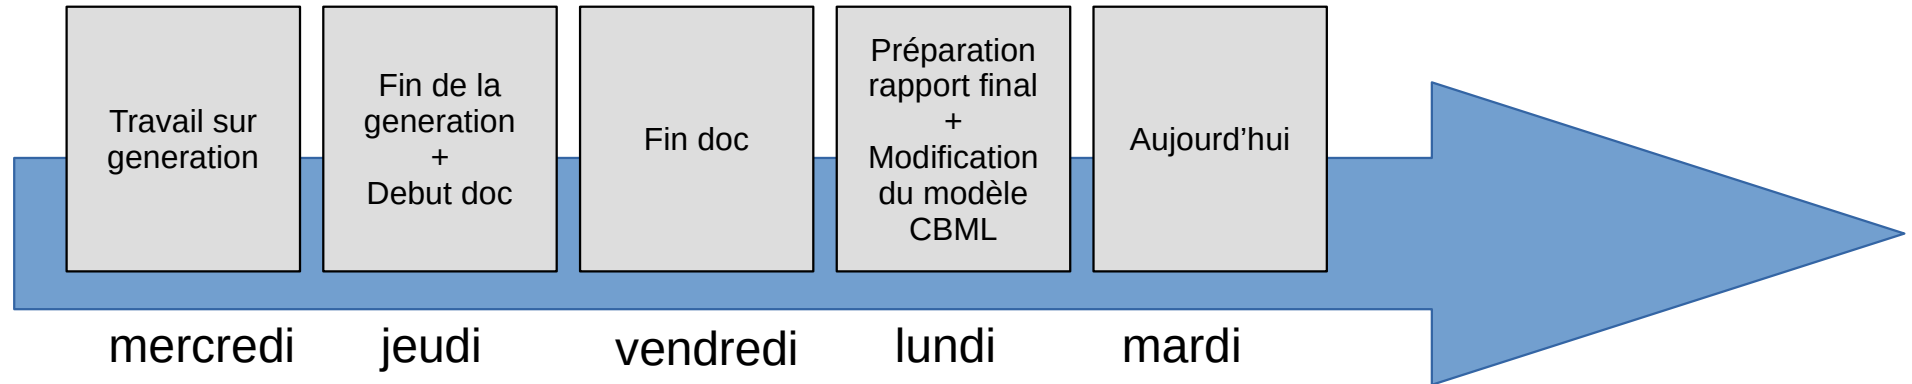 Travail sur
generation
Fin de la
generation
+
Debut doc
Fin doc
Préparation
rapport final
+
Modification
du modèle
CBML
Aujourd’hui
mercredi
jeudi
vendredi
lundi
mardi